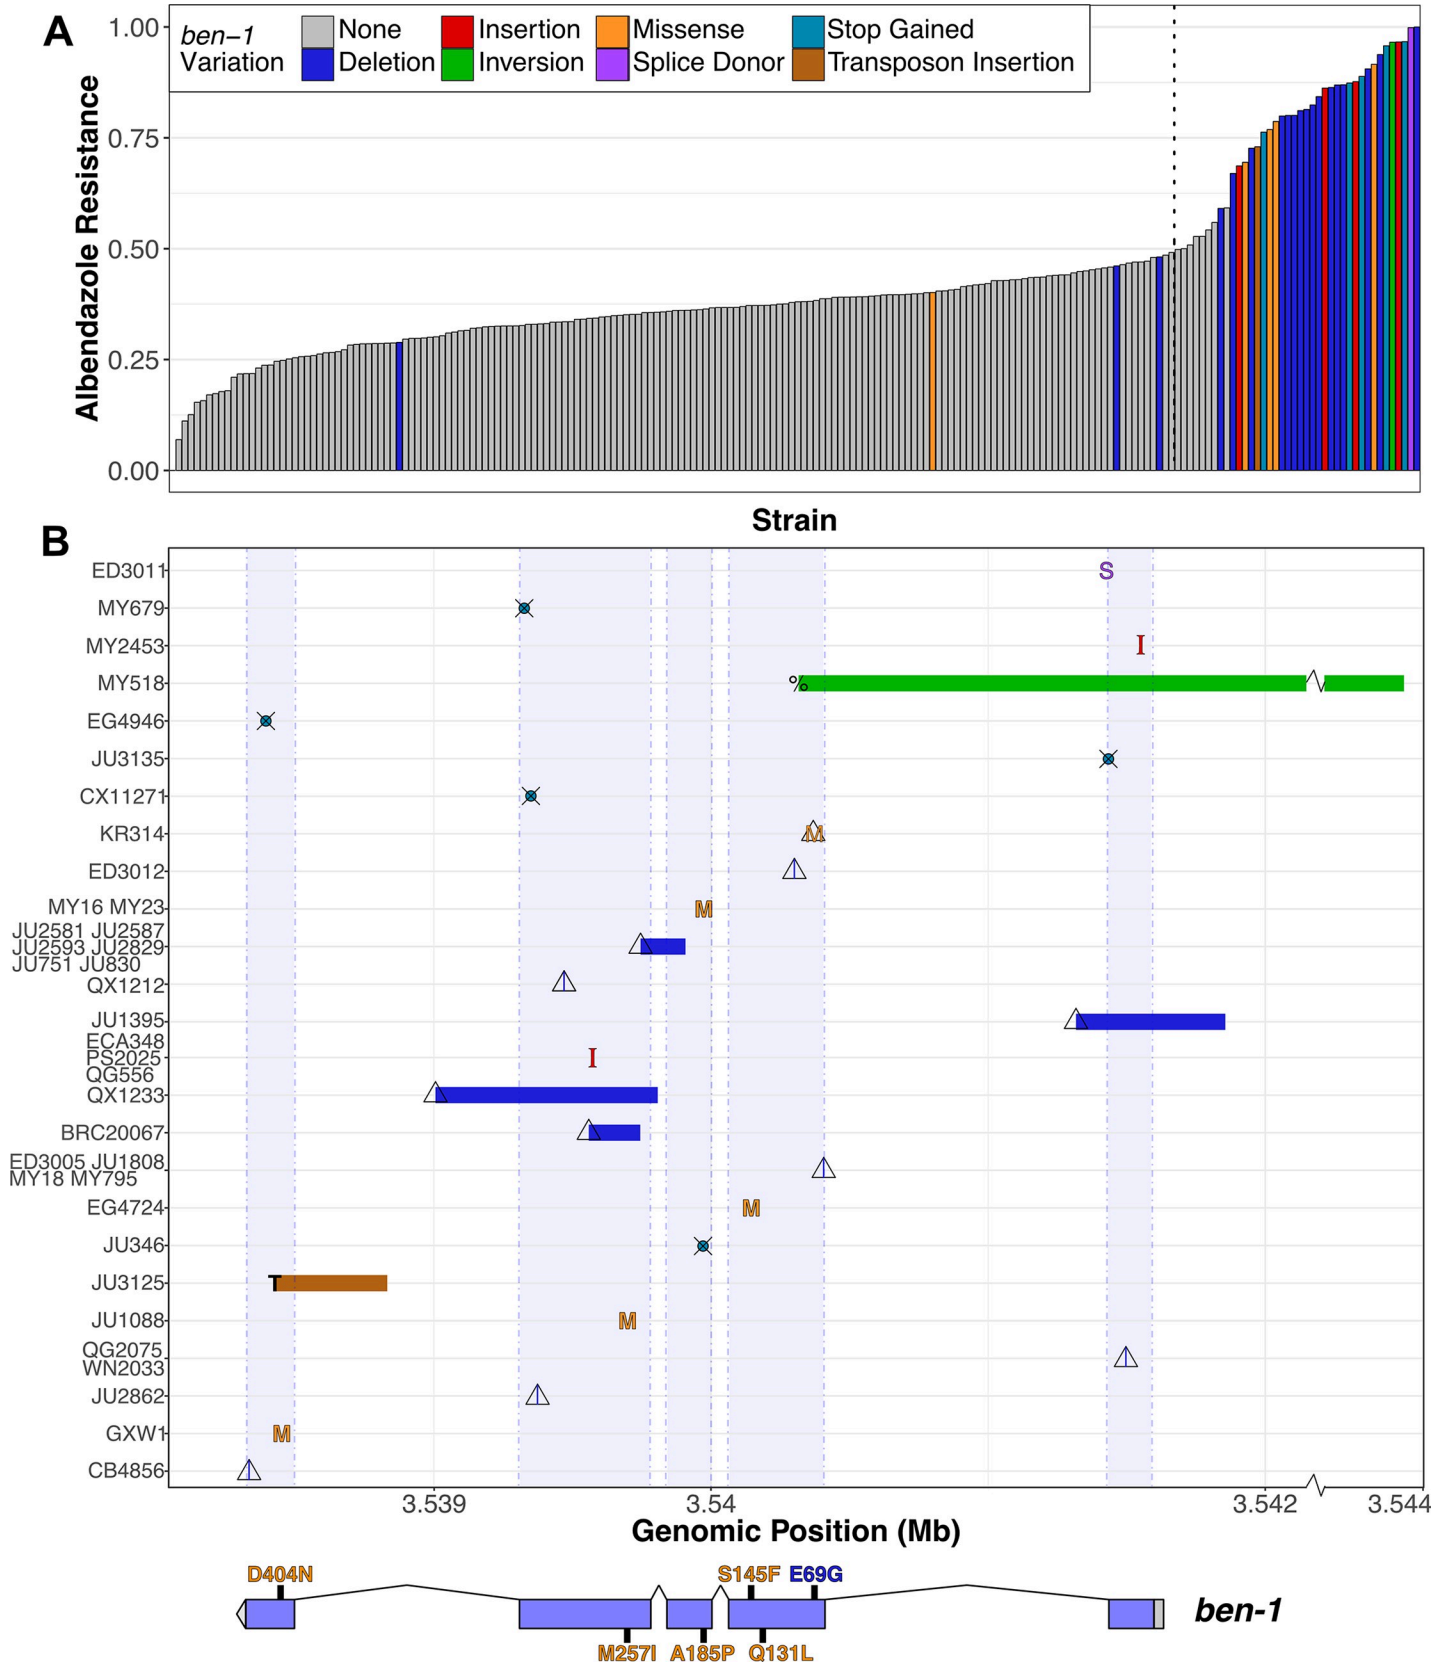 A
ben−1
Variation
None
Insertion
Missense
Stop Gained
Deletion
Inversion
Splice Donor
Transposon Insertion
Albendazole Resistance
1.00
0.75
0.50
0.25
0.00
Strain
B
ED3011
MY679
MY2453
MY518
EG4946
JU3135
CX11271
KR314
ED3012
MY16 MY23
JU2581 JU2587
JU2593 JU2829
JU751 JU830
QX1212
JU1395
ECA348
PS2025
QG556
QX1233
BRC20067
ED3005 JU1808
MY18 MY795
EG4724
JU346
JU3125
JU1088
QG2075
WN2033
JU2862
GXW1
CB4856
S
I
M
M
I
M
T
M
M
3.539
3.54
3.542
3.544
Genomic Position (Mb)
D404N
S145F
E69G
M257I
A185P
Q131L
ben-1